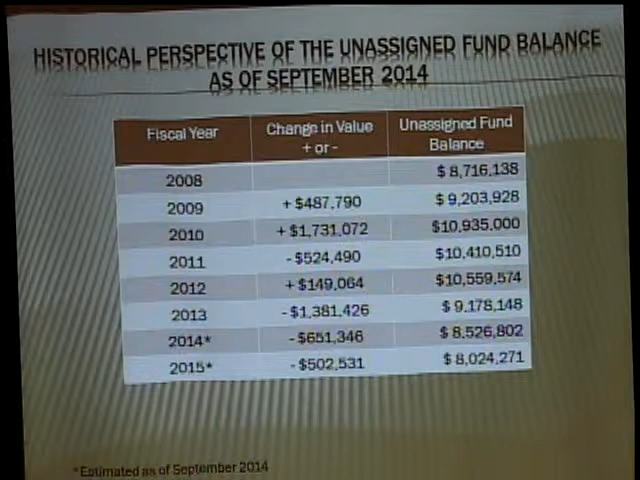 HISTORICAL PERSPECTIVE OF THE UNASSIGNED FUND BALANCE
AS OF SEPTEMBER 2014
Fiscal Year Change in Value + or - Unassigned Fund Balance
2008 $ 8,716,138
2009 + $487,790 $ 9,203,928
2010 + $1,731,072 $10,935,000
2011 - $524,490 $10,410,510
2012 + $149,064 $10,559,574
2013 - $1,381,426 $ 9,178,148
2014* - $651,346 $ 8,526,802
2015* - $502,531 $ 8,024,271
*Estimated as of September 2014